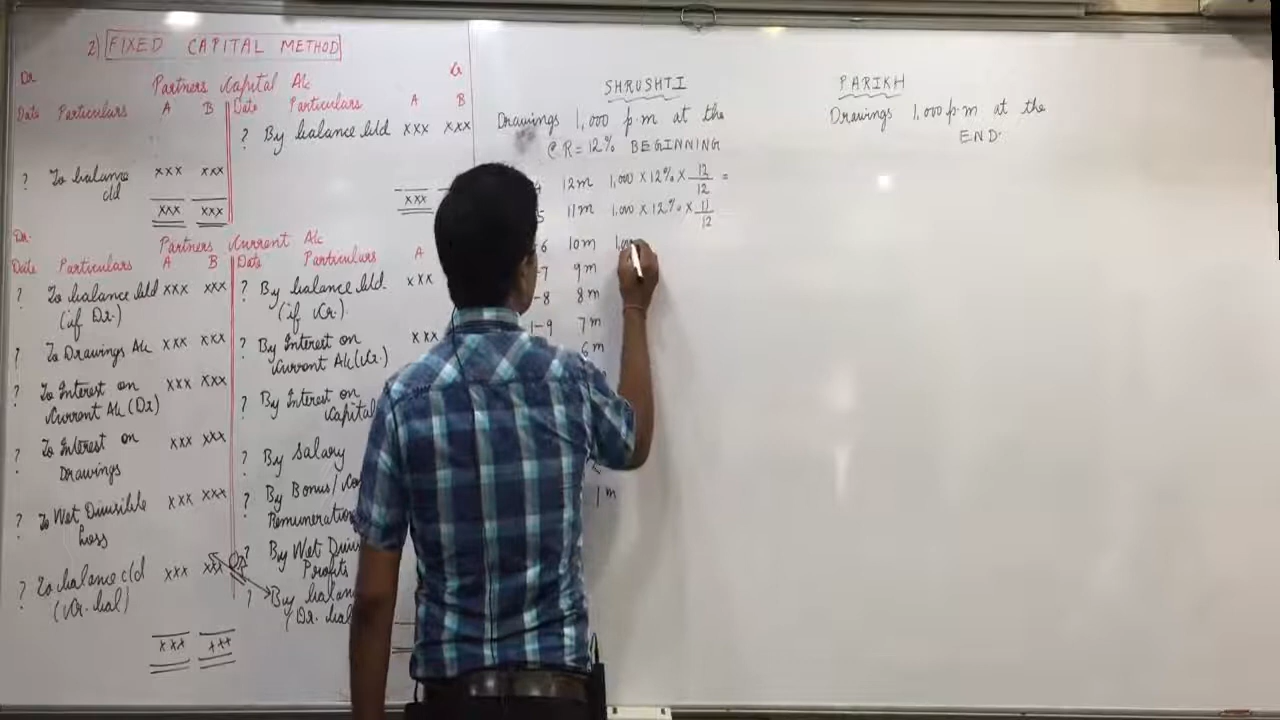 2) FIXED CAPITAL METHOD
Dr. Partners Capital A/c Cr.
Date Particulars A B Date Particulars A B
? By balance b/d xxx xxx
? To balance c/d xxx xxx
xxx xxx xxx
Dr. Partners Current A/c
Date Particulars A B Date Particulars A
? To balance b/d xxx xxx ? By balance b/d. xxx
(if Dr.) (if Cr.)
? To Drawings A/c xxx xxx ? By Interest on xxx
Current A/c (Cr.)
? To Interest on xxx xxx ? By Interest on
Current A/c (Dr) Capital
? To Interest on xxx xxx ? By Salary
Drawings
? By Bonus/
Remuneration
? To Net Divisible xxx xxx
Loss
? By Net
Profits
? To balance c/d xxx xxx ? By
(Cr. bal) (Dr. bal
xxx xxx
SHRUSHTI
Drawings 1,000 p.m at the
@ R = 12% BEGINNING
12m 1,000 x 12% x 12/12 =
5 11m 1,000 x 12% x 11/12
6 10m
-7 9m
-8 8m
1-9 7m
6m
1m
PARIKH
Drawings 1,000 p.m at the
END.